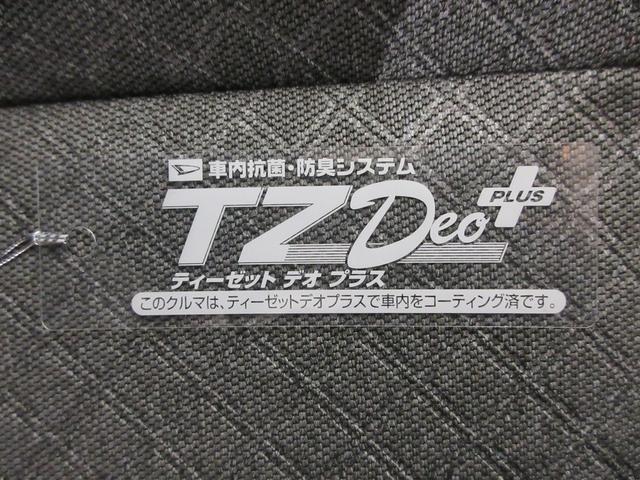 車内抗菌・防臭システム
TZ Deo PLUS
ティーゼット デオ プラス
このクルマは、ティーゼットデオプラスで車内をコーティング済です。